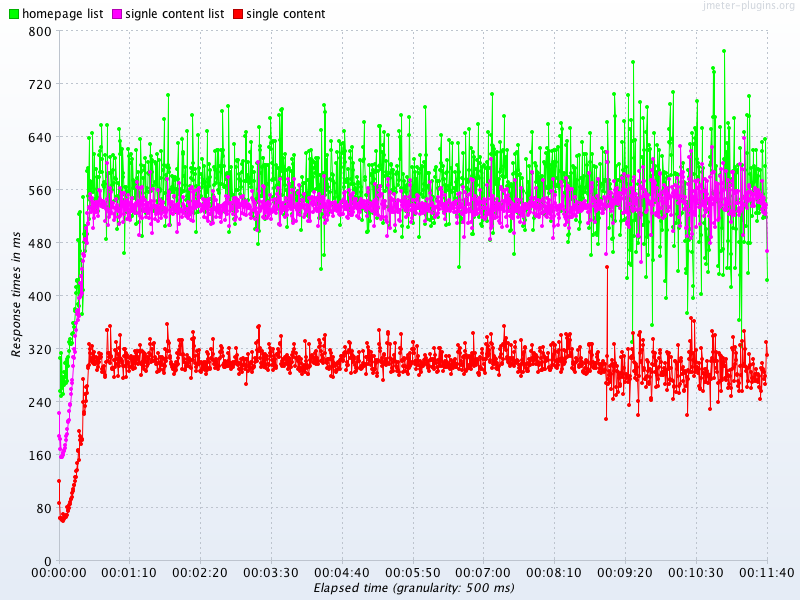 jmeter-plugins.org
homepage list signle content list single content
800
720
640
560
480
400
320
240
160
80
0
Response times in ms
00:00:00 00:01:10 00:02:20 00:03:30 00:04:40 00:05:50 00:07:00 00:08:10 00:09:20 00:10:30 00:11:40
Elapsed time (granularity: 500 ms)